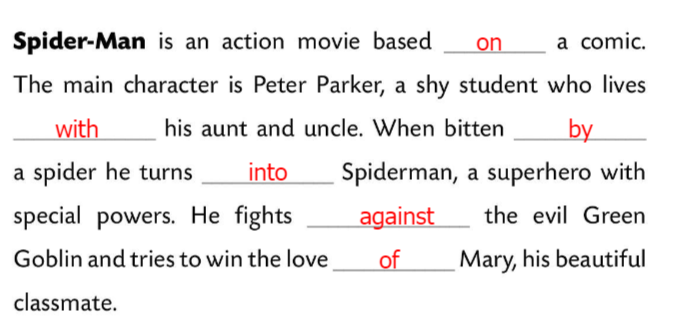 Spider-Man is an action movie based on a comic.
The main character is Peter Parker, a shy student who lives
with his aunt and uncle. When bitten by
a spider he turns into Spiderman, a superhero with
special powers. He fights against the evil Green
Goblin and tries to win the love of Mary, his beautiful
classmate.